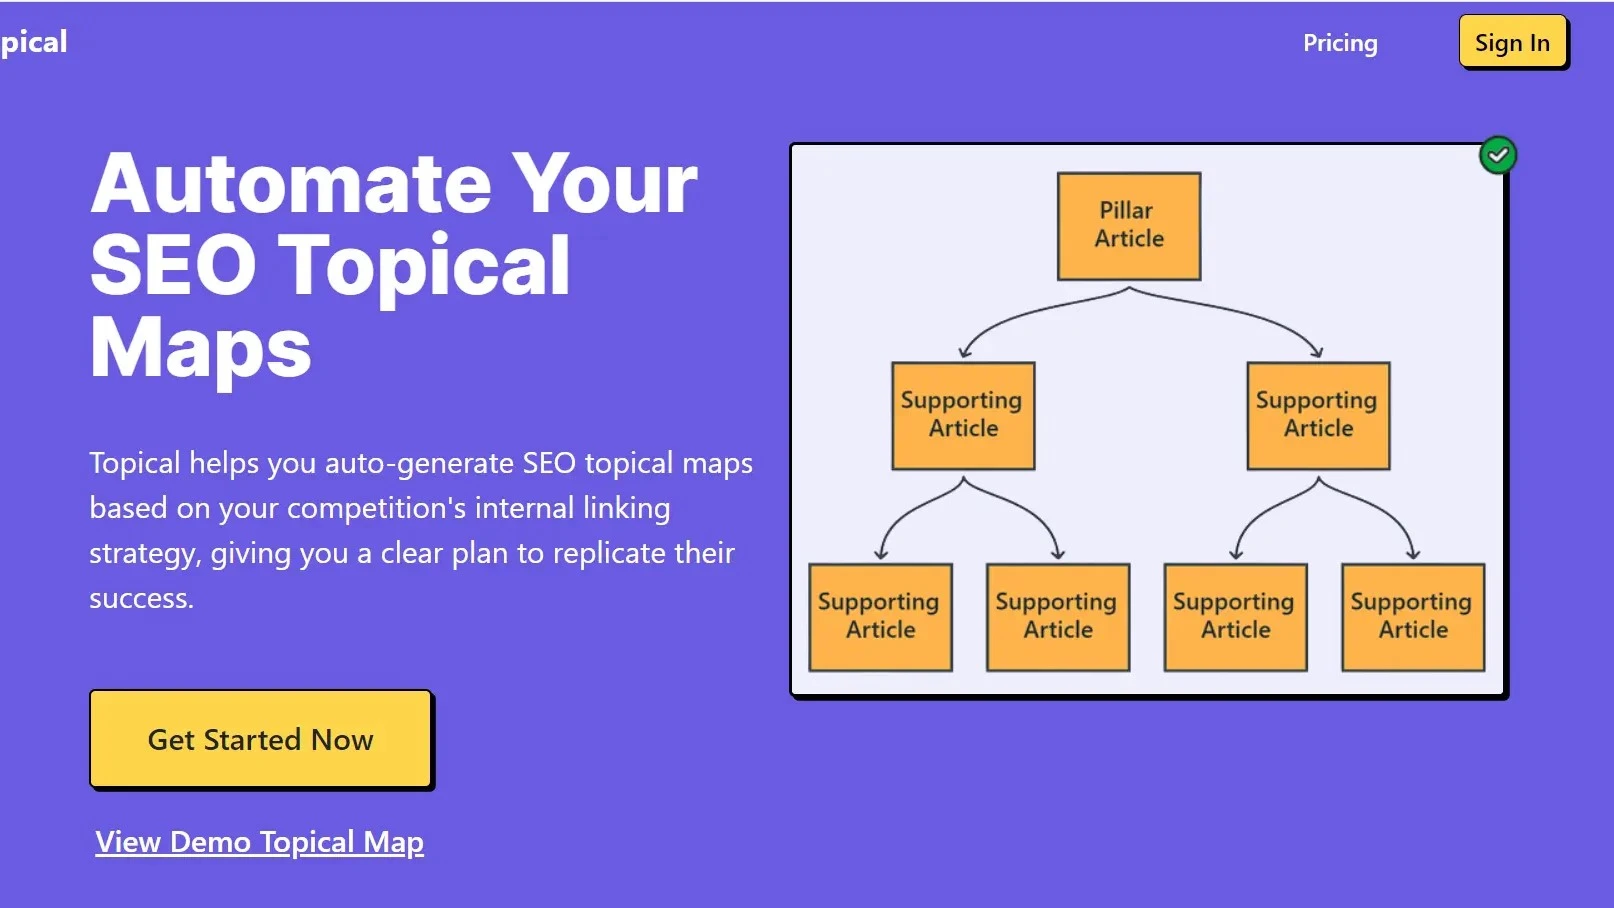 pical
Pricing
Sign In
Automate Your
SEO Topical
Maps
Topical helps you auto-generate SEO topical maps
based on your competition's internal linking
strategy, giving you a clear plan to replicate their
success.
Get Started Now
View Demo Topical Map
Pillar
Article
Supporting
Article
Supporting
Article
Supporting
Article
Supporting
Article
Supporting
Article
Supporting
Article